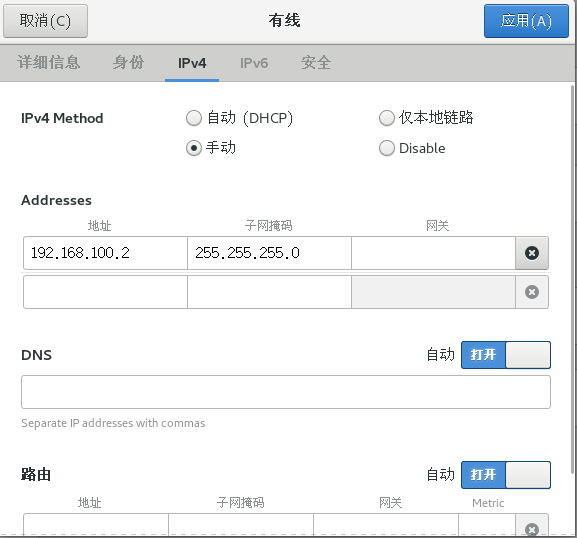 取消(C) 有线 应用(A)
详细信息 身份 IPv4 IPv6 安全
IPv4 Method 自动 (DHCP) 仅本地链路
手动 Disable
Addresses
地址 子网掩码 网关
192.168.100.2 255.255.255.0
DNS 自动 打开
Separate IP addresses with commas
路由 自动 打开
地址 子网掩码 网关 Metric